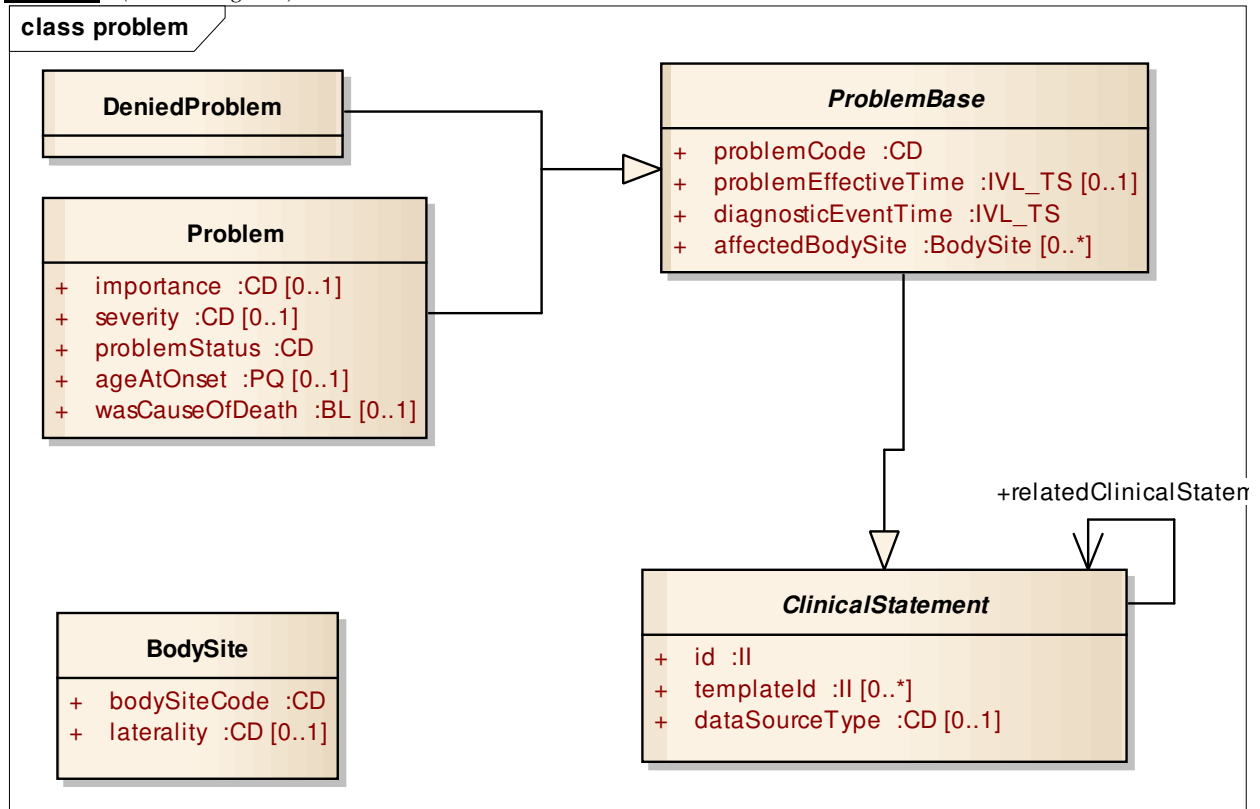 class problem
DeniedProblem
ProblemBase
+ problemCode :CD
+ problemEffectiveTime :IVL_TS [0..1]
+ diagnosticEventTime :IVL_TS
+ affectedBodySite :BodySite [0..*]
Problem
+ importance :CD [0..1]
+ severity :CD [0..1]
+ problemStatus :CD
+ ageAtOnset :PQ [0..1]
+ wasCauseOfDeath :BL [0..1]
+relatedClinicalStatem
ClinicalStatement
+ id :II
+ templateId :II [0..*]
+ dataSourceType :CD [0..1]
BodySite
+ bodySiteCode :CD
+ laterality :CD [0..1]